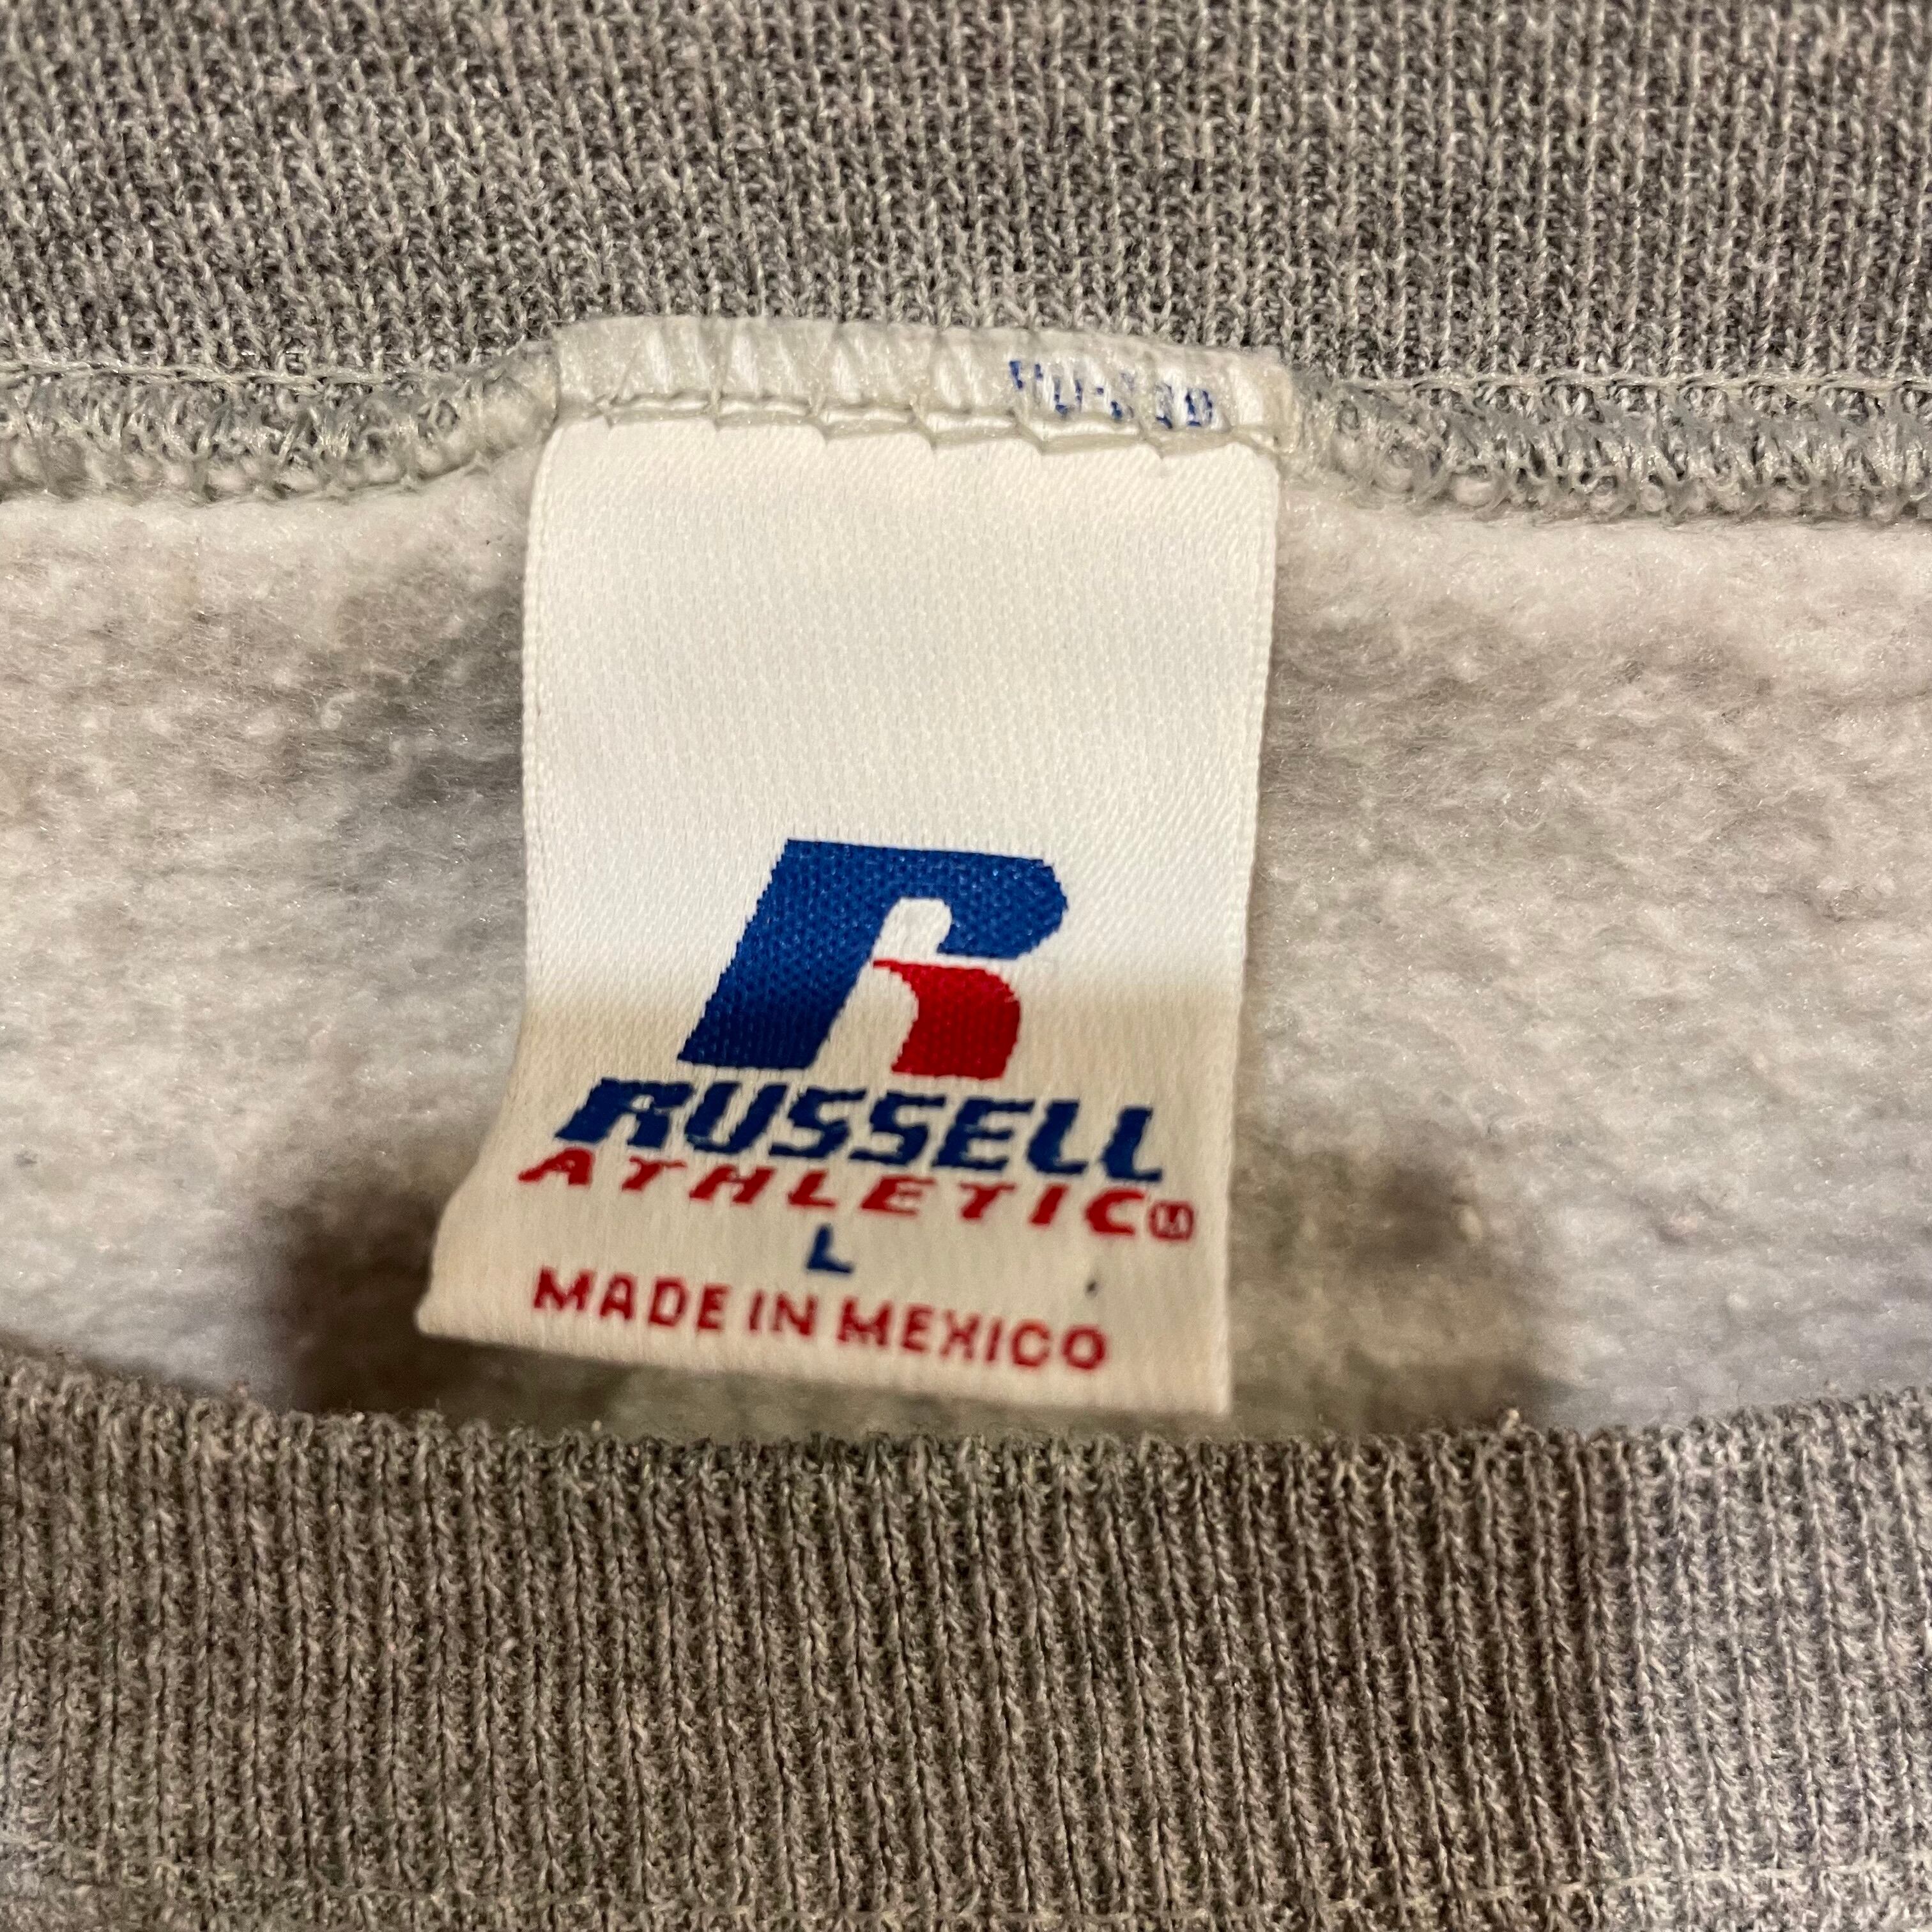 R
RUSSELL
ATHLETIC
L
MADE IN MEXICO